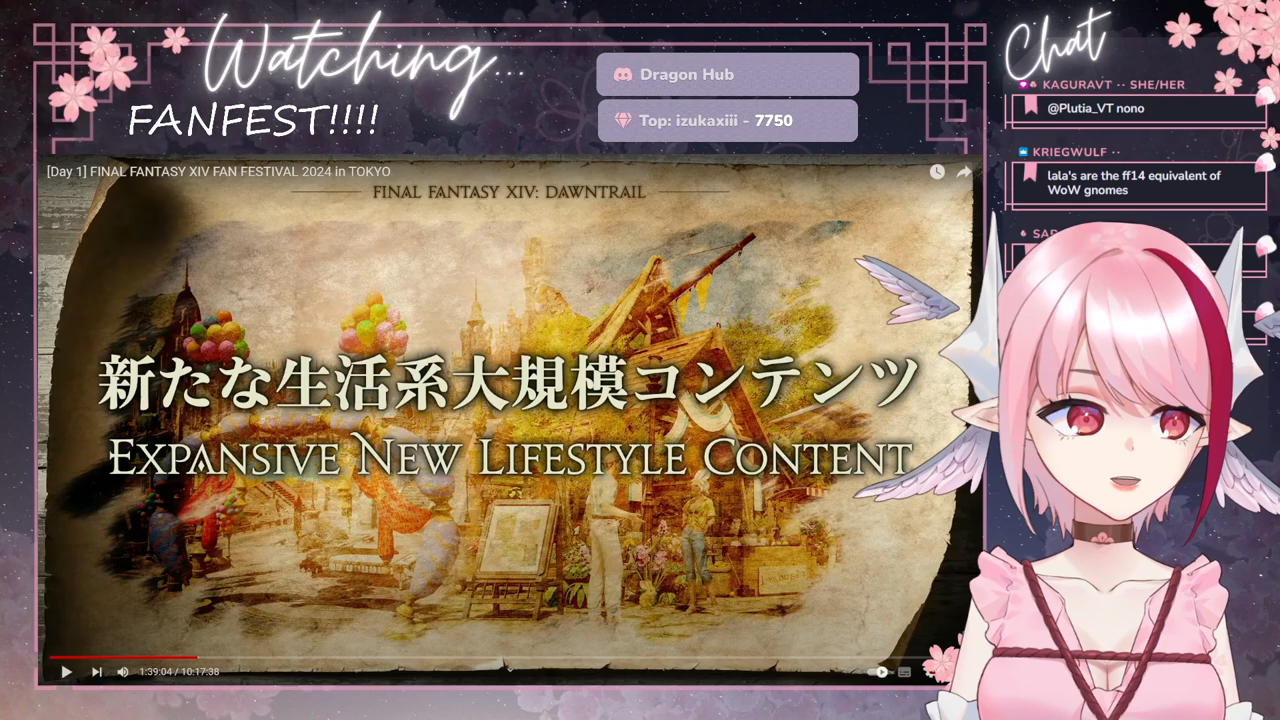 Watching...
FANFEST!!!!
Dragon Hub
Top: izukaxiii - 7750
[Day 1] FINAL FANTASY XIV FAN FESTIVAL 2024 in TOKYO
FINAL FANTASY XIV: DAWNTRAIL
新たな生活系大規模コンテンツ
EXPANSIVE NEW LIFESTYLE CONTENT
1:39:04 / 10:17:38
Chat
KAGURAVT ·· SHE/HER
@Plutia_VT nono
KRIEGWULF ··
lala's are the ff14 equivalent of
WoW gnomes